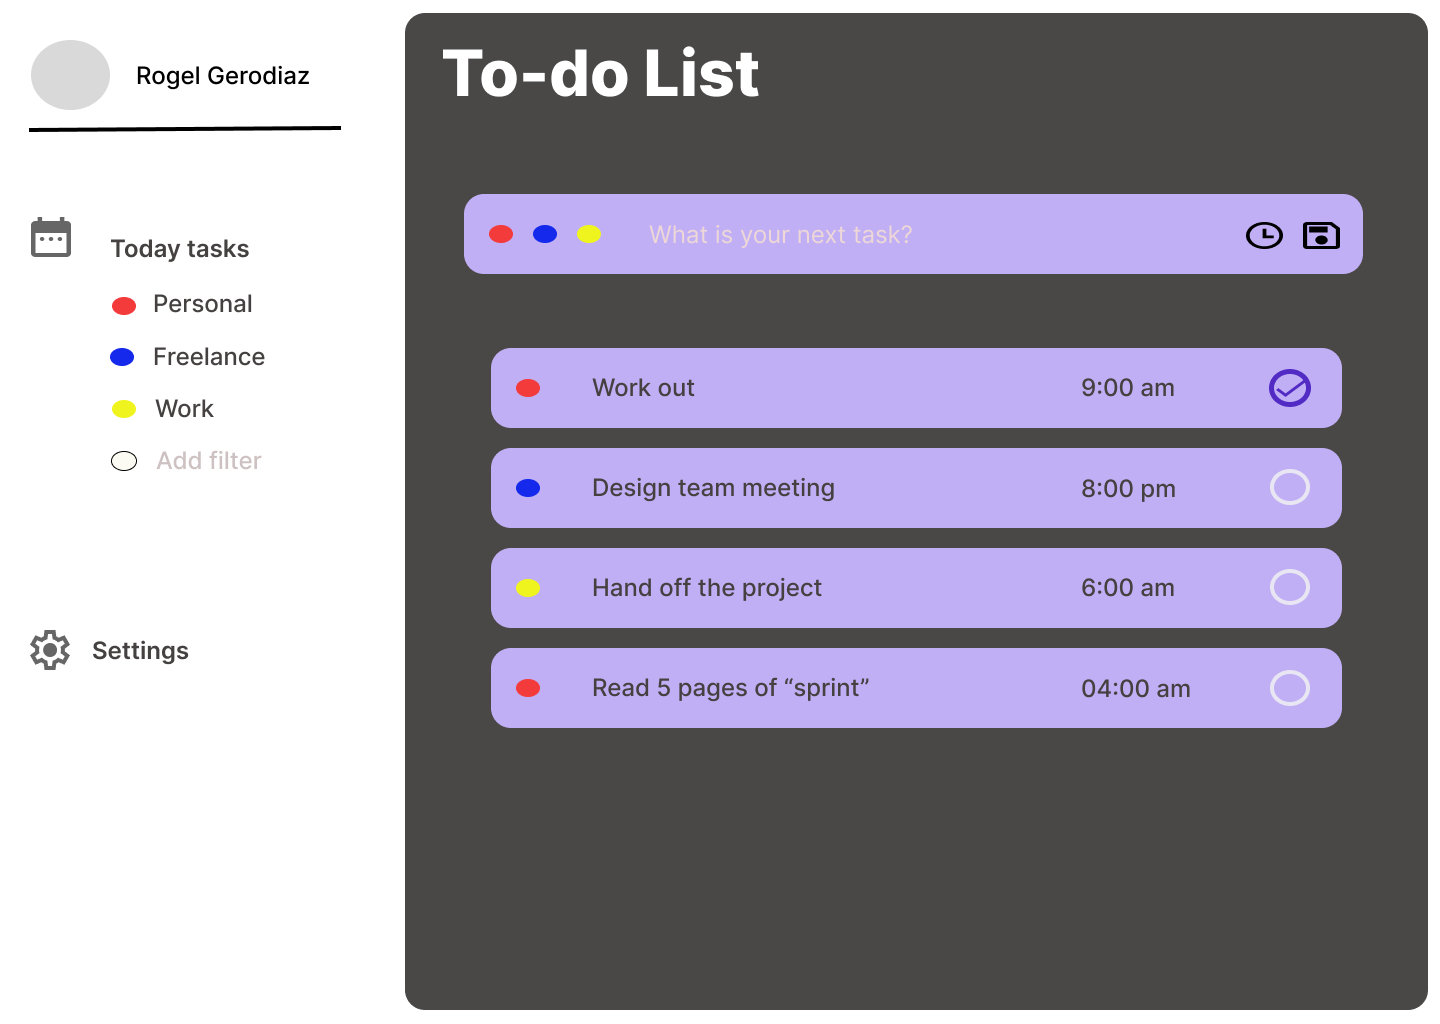 Rogel Gerodiaz
Today tasks
Personal
Freelance
Work
Add filter
Settings
To-do List
What is your next task?
Work out 9:00 am
Design team meeting 8:00 pm
Hand off the project 6:00 am
Read 5 pages of “sprint” 04:00 am